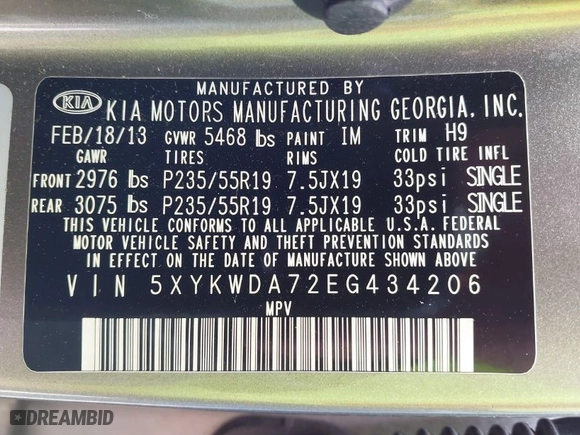 MANUFACTURED BY
KIA KIA MOTORS MANUFACTURING GEORGIA, INC.
FEB/18/13 GVWR 5468 lbs PAINT IM TRIM H9
GAWR TIRES RIMS COLD TIRE INFL
FRONT 2976 lbs P235/55R19 7.5JX19 33psi SINGLE
REAR 3075 lbs P235/55R19 7.5JX19 33psi SINGLE
THIS VEHICLE CONFORMS TO ALL APPLICABLE U.S.A. FEDERAL
MOTOR VEHICLE SAFETY AND THEFT PREVENTION STANDARDS
IN EFFECT ON THE DATE OF MANUFACTURE SHOWN ABOVE.
VIN 5XYKWDA72EG434206
MPV
DREAMBID